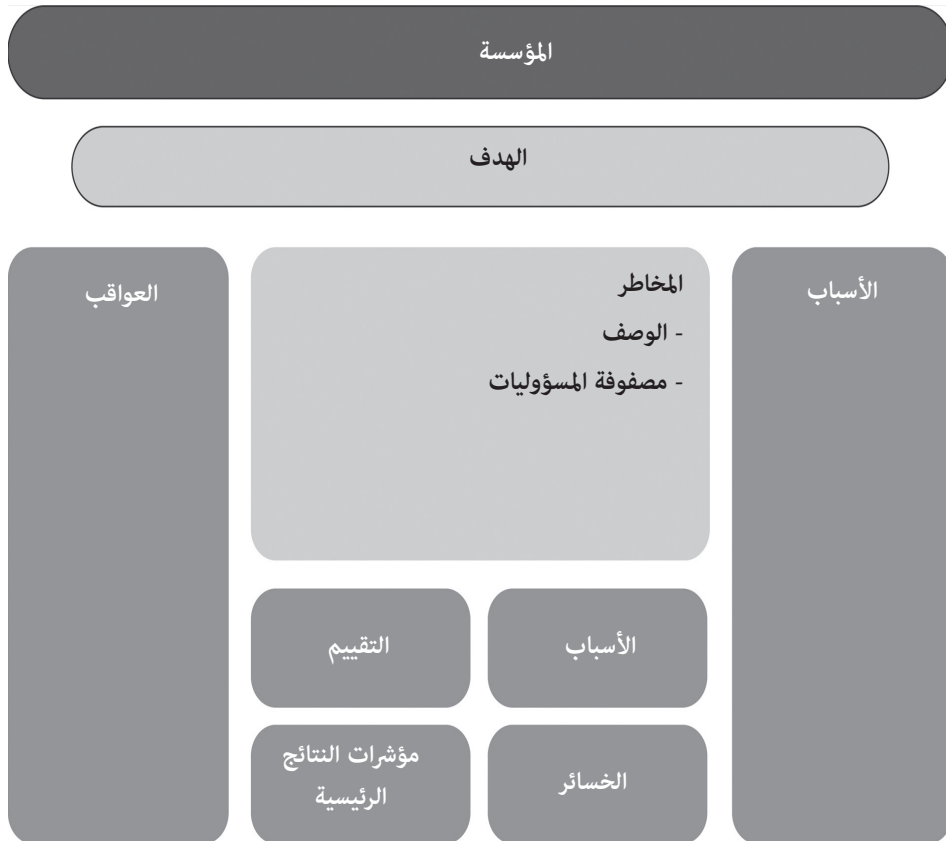 المؤسسة
الهدف
الأسباب
المخاطر
- الوصف
- مصفوفة المسؤوليات
العواقب
الأسباب
التقييم
الخسائر
مؤشرات النتائج
الرئيسية